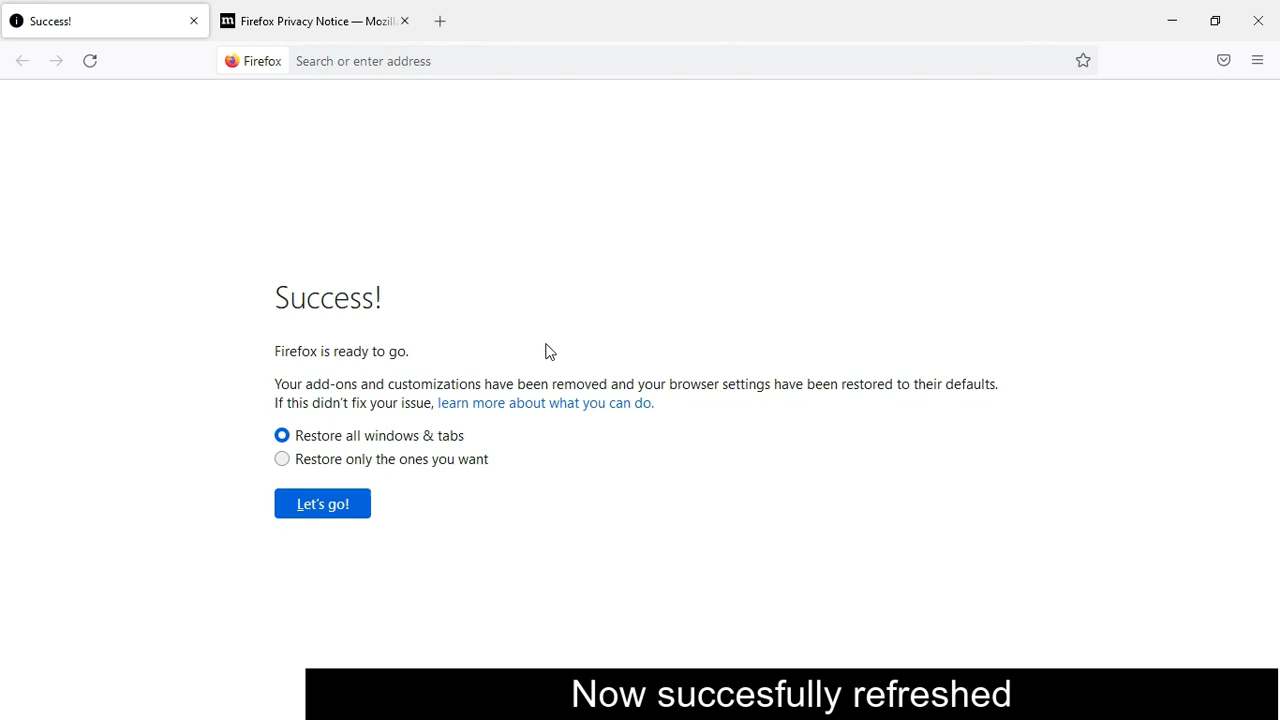 Success!
Firefox Privacy Notice — Mozill
Firefox
Search or enter address
Success!
Firefox is ready to go.
Your add-ons and customizations have been removed and your browser settings have been restored to their defaults.
If this didn't fix your issue, learn more about what you can do.
Restore all windows & tabs
Restore only the ones you want
Let's go!
Now succesfully refreshed